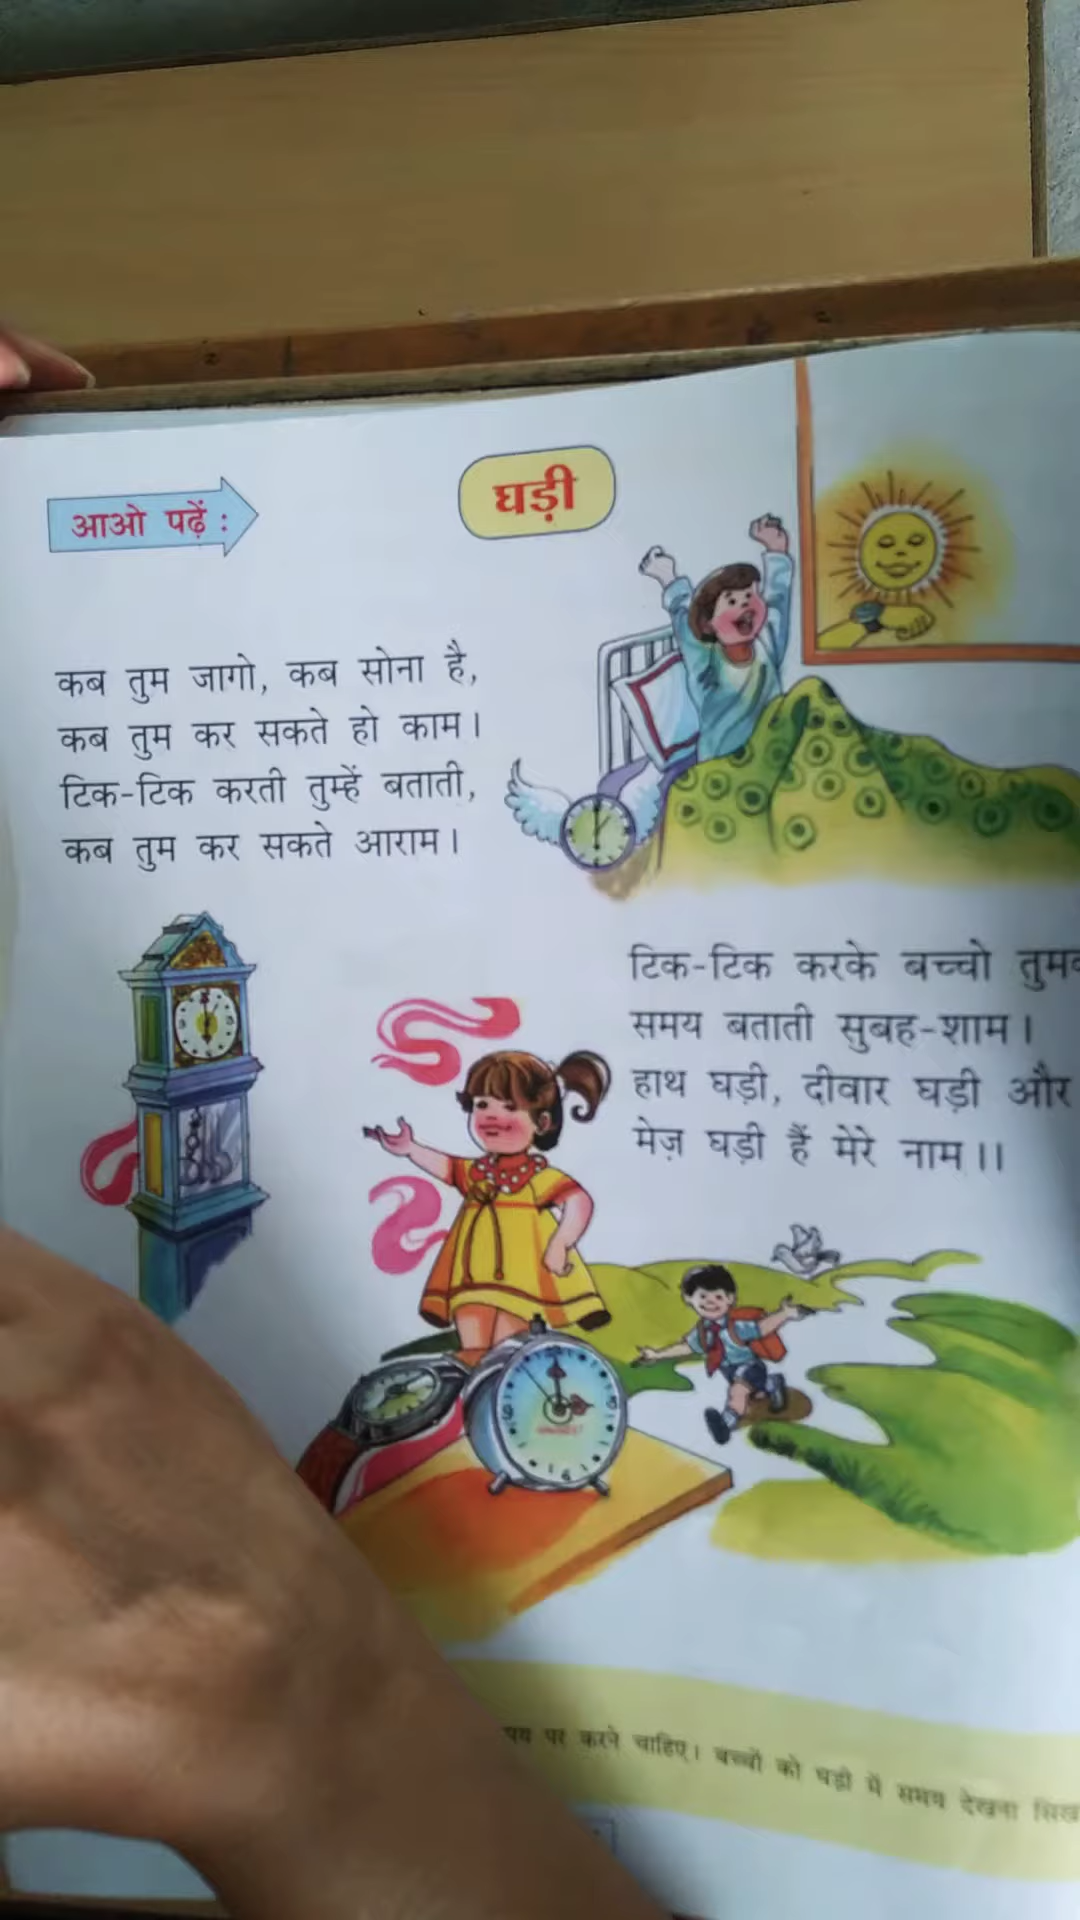 आओ पढ़ें :
घड़ी
कब तुम जागो, कब सोना है,
कब तुम कर सकते हो काम।
टिक-टिक करती तुम्हें बताती,
कब तुम कर सकते आराम।
टिक-टिक करके बच्चो
समय बताती सुबह-शाम।
हाथ घड़ी, दीवार घड़ी और
मेज़ घड़ी हैं मेरे नाम।।
पर करने चाहिए। बच्चों को घड़ी में समय देखना